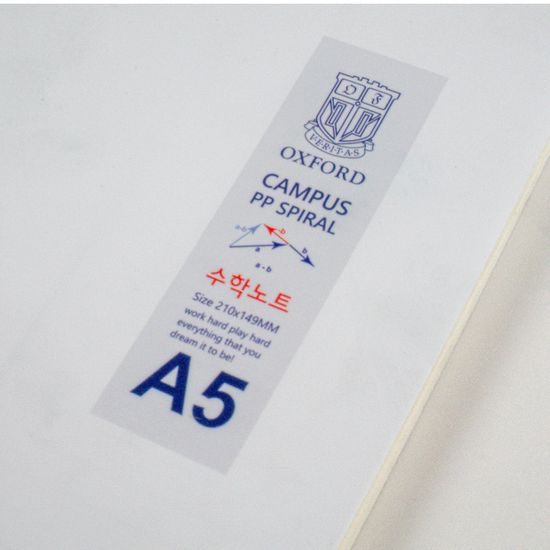 VERITAS
OXFORD
CAMPUS
PP SPIRAL
a-b
b
a
a-b
수학노트
Size 210x149MM
work hard play hard
everything that you
dream it to be!
A5